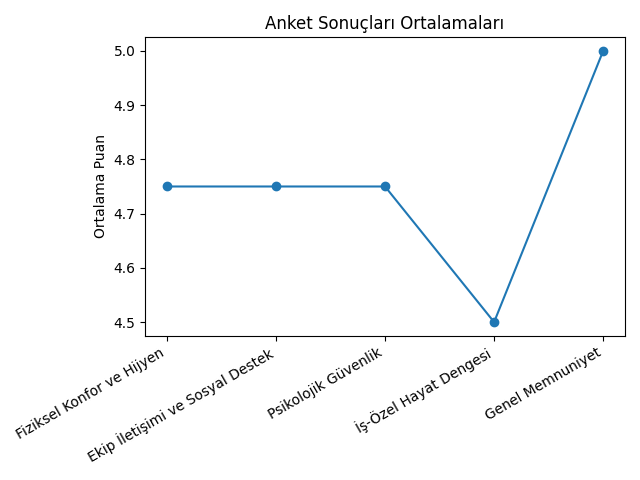 Anket Sonuçları Ortalamaları
Ortalama Puan
5.0
4.9
4.8
4.7
4.6
4.5
Fiziksel Konfor ve Hijyen
Ekip İletişimi ve Sosyal Destek
Psikolojik Güvenlik
İş-Özel Hayat Dengesi
Genel Memnuniyet